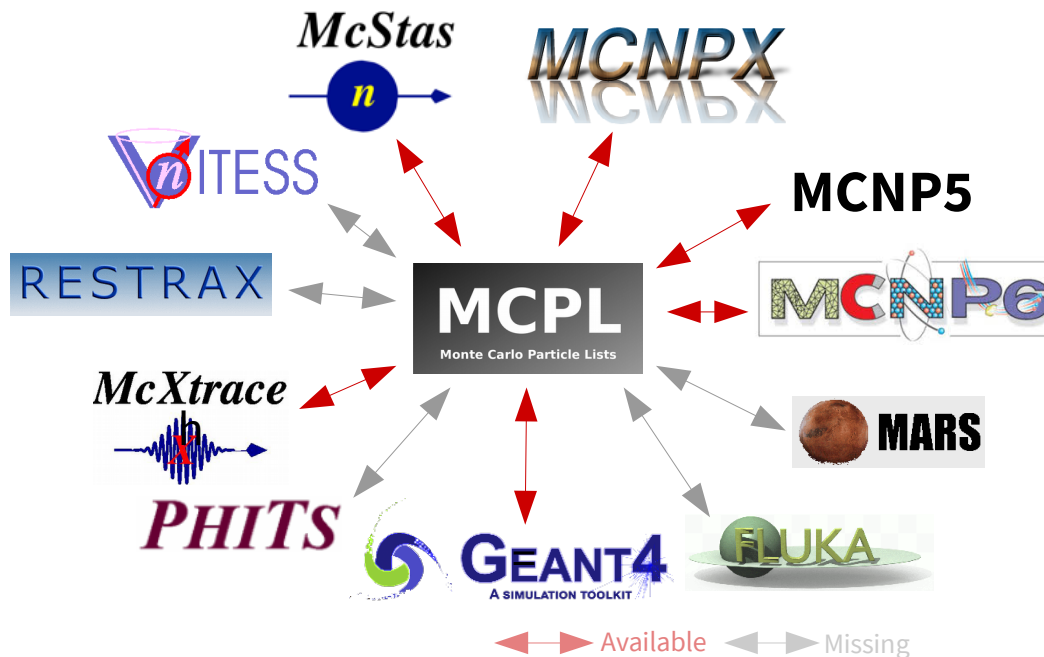 McStas
n
MCNPX
VnITESS
MCNP5
RESTRAX
MCNP6
MCPL
Monte Carlo Particle Lists
McXtrace
h
X
MARS
PHITS
GEANT4
A SIMULATION TOOLKIT
FLUKA
Available
Missing